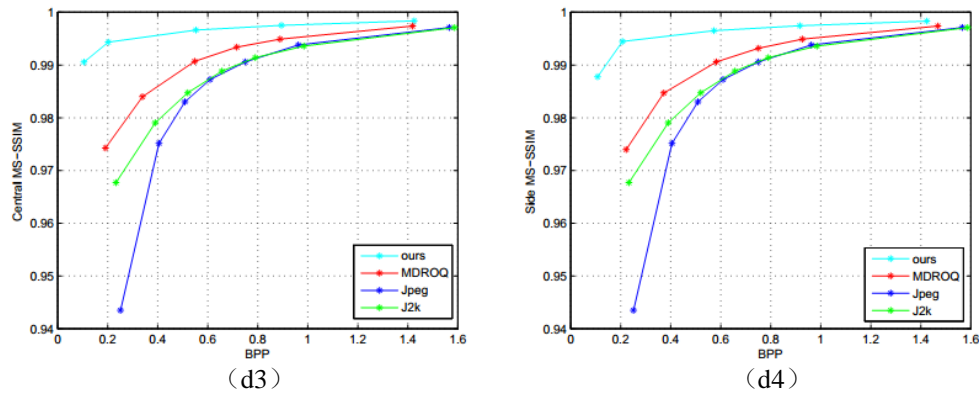 1
0.99
0.98
0.97
0.96
0.95
0.94
Central MS-SSIM
0 0.2 0.4 0.6 0.8 1 1.2 1.4 1.6
BPP
ours
MDROQ
Jpeg
J2k
（d3）
1
0.99
0.98
0.97
0.96
0.95
0.94
Side MS-SSIM
0 0.2 0.4 0.6 0.8 1 1.2 1.4 1.6
BPP
ours
MDROQ
Jpeg
J2k
（d4）